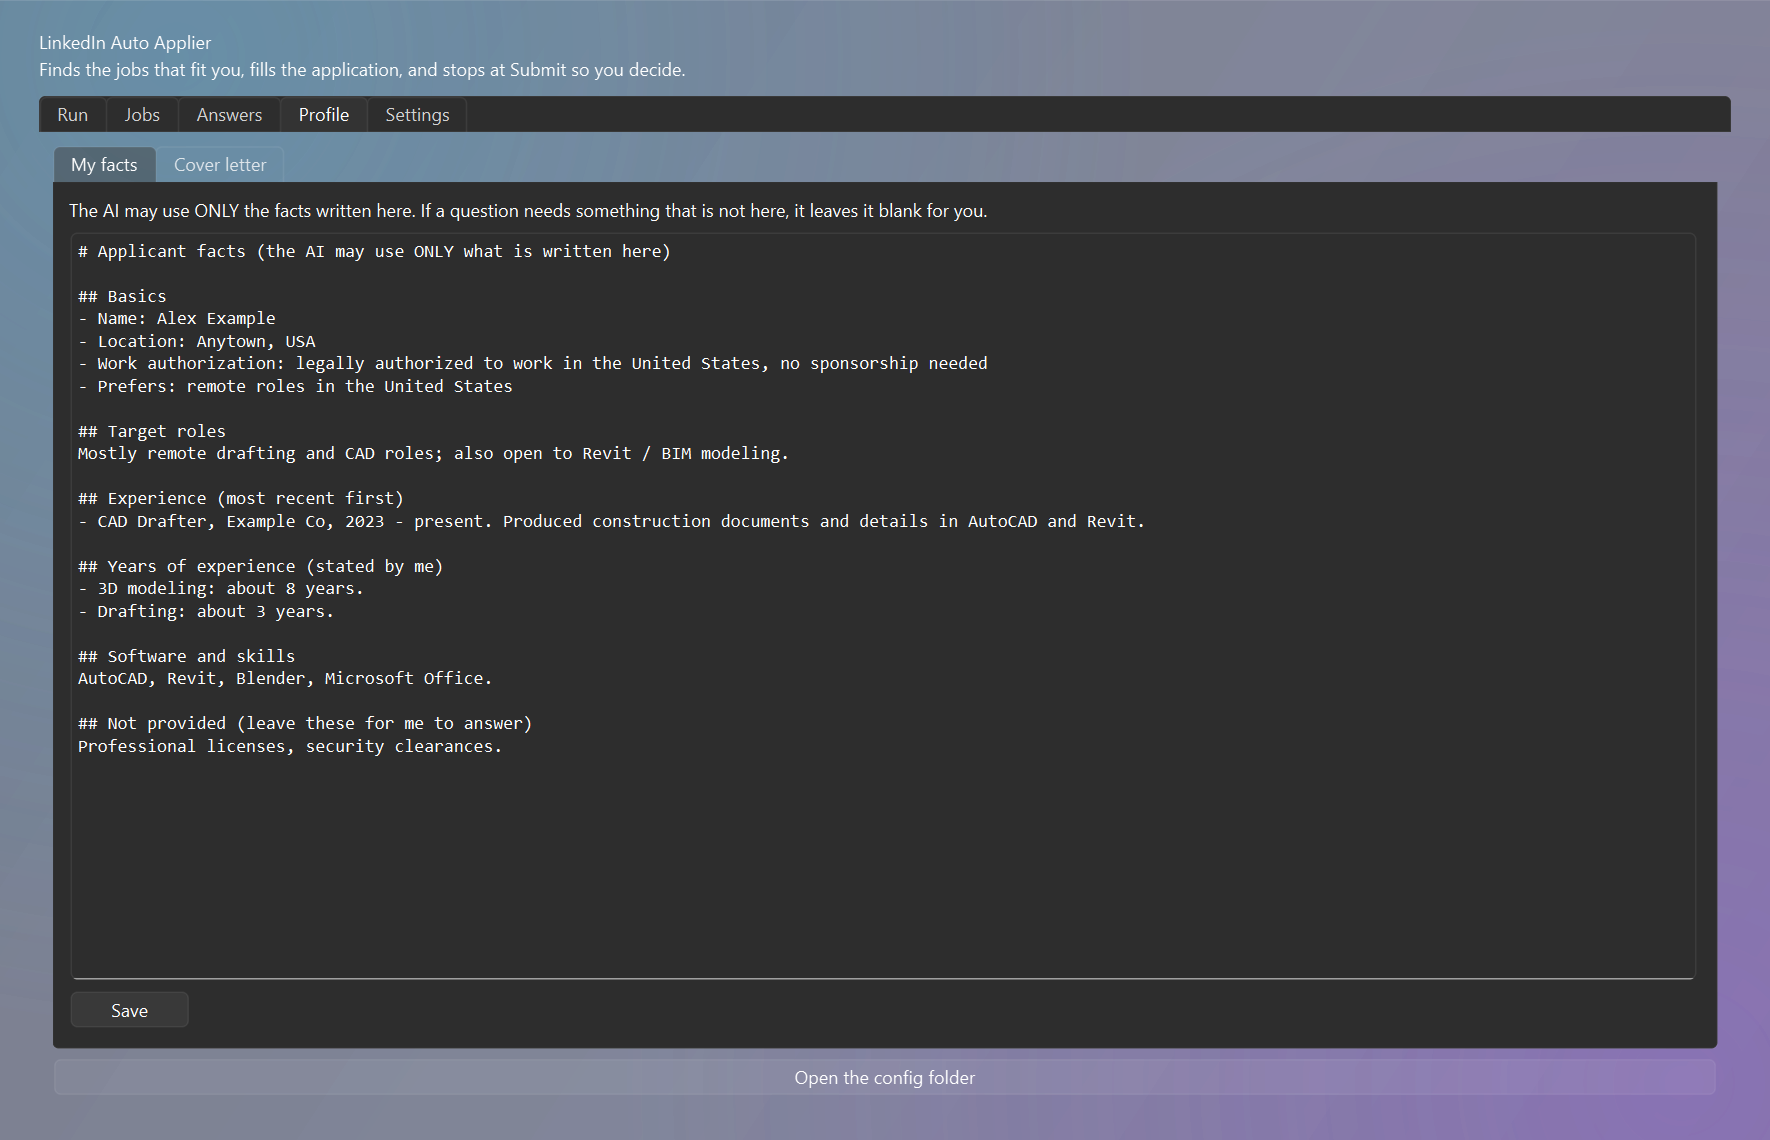 LinkedIn Auto Applier
Finds the jobs that fit you, fills the application, and stops at Submit so you decide.
Run
Jobs
Answers
Profile
Settings
My facts
Cover letter
The AI may use ONLY the facts written here. If a question needs something that is not here, it leaves it blank for you.
# Applicant facts (the AI may use ONLY what is written here)
## Basics
- Name: Alex Example
- Location: Anytown, USA
- Work authorization: legally authorized to work in the United States, no sponsorship needed
- Prefers: remote roles in the United States
## Target roles
Mostly remote drafting and CAD roles; also open to Revit / BIM modeling.
## Experience (most recent first)
- CAD Drafter, Example Co, 2023 - present. Produced construction documents and details in AutoCAD and Revit.
## Years of experience (stated by me)
- 3D modeling: about 8 years.
- Drafting: about 3 years.
## Software and skills
AutoCAD, Revit, Blender, Microsoft Office.
## Not provided (leave these for me to answer)
Professional licenses, security clearances.
Save
Open the config folder